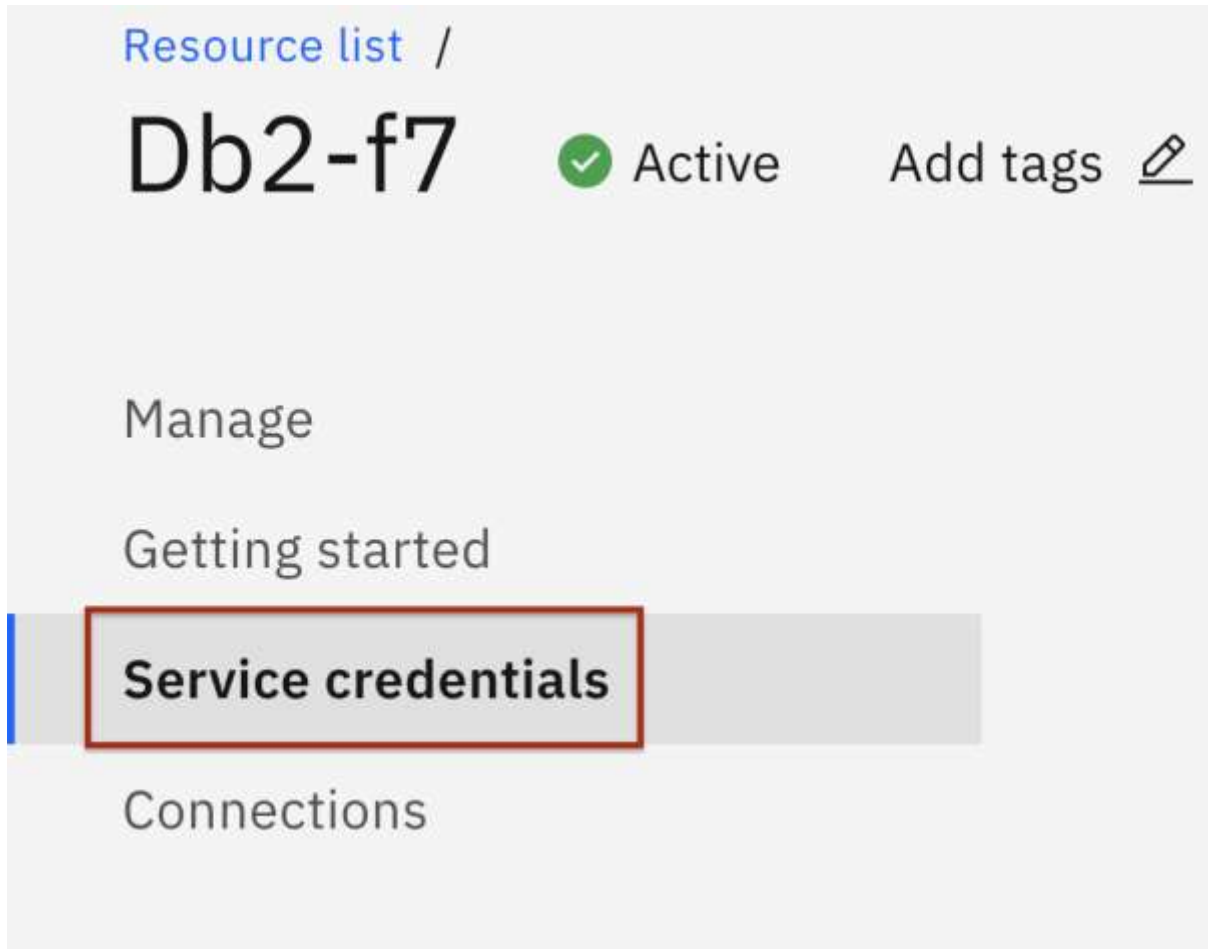 Resource list /
Db2-f7 Active Add tags
Manage
Getting started
Service credentials
Connections